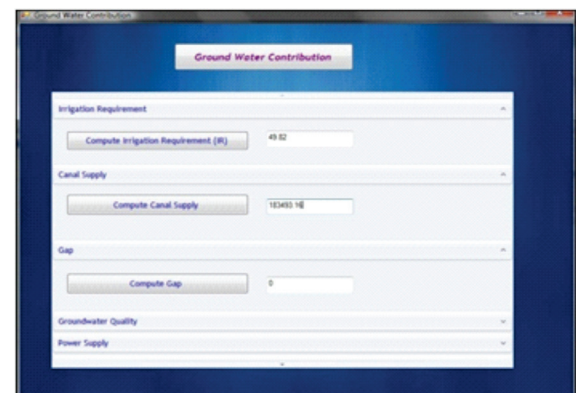 Ground Water Contribution
Ground Water Contribution
Irrigation Requirement
Compute Irrigation Requirement (IR) 49.82
Canal Supply
Compute Canal Supply 183493.16
Gap
Compute Gap 0
Groundwater Quality
Power Supply